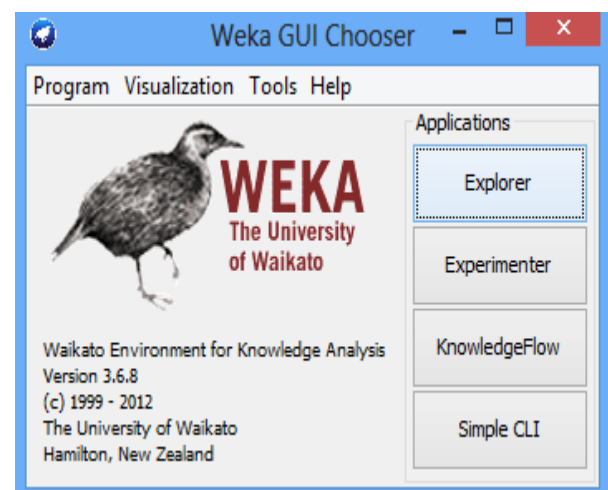 Weka GUI Chooser
Program Visualization Tools Help
WEKA
The University
of Waikato
Waikato Environment for Knowledge Analysis
Version 3.6.8
(c) 1999 - 2012
The University of Waikato
Hamilton, New Zealand
Applications
Explorer
Experimenter
KnowledgeFlow
Simple CLI